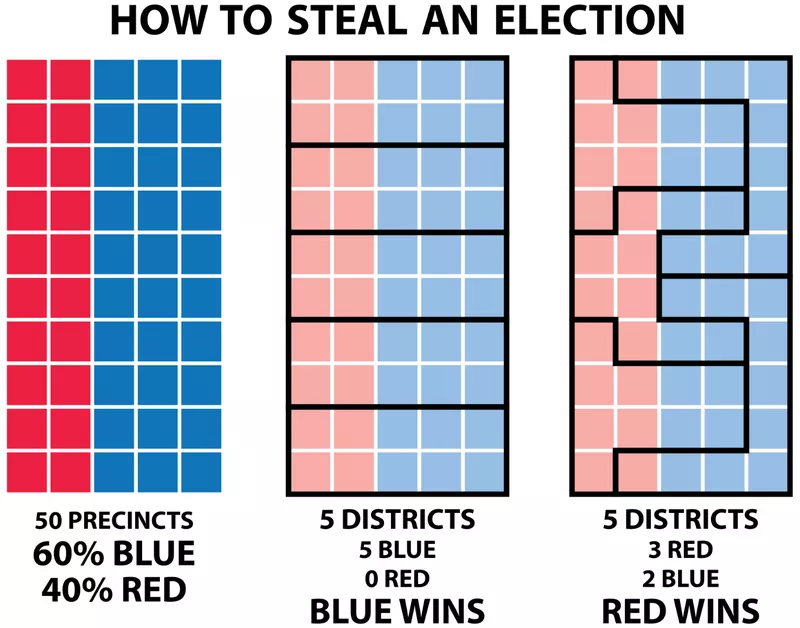 HOW TO STEAL AN ELECTION
50 PRECINCTS
60% BLUE
40% RED
5 DISTRICTS
5 BLUE
0 RED
BLUE WINS
5 DISTRICTS
3 RED
2 BLUE
RED WINS